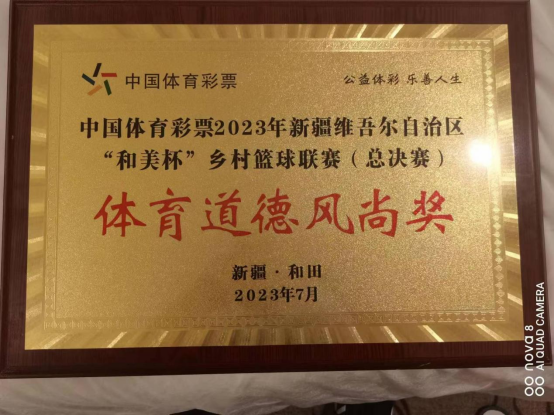 中国体育彩票
公益体彩 乐善人生
中国体育彩票2023年新疆维吾尔自治区
“和美杯”乡村篮球联赛（总决赛）
体育道德风尚奖
新疆·和田
2023年7月
nova 8
AI QUAD CAMERA